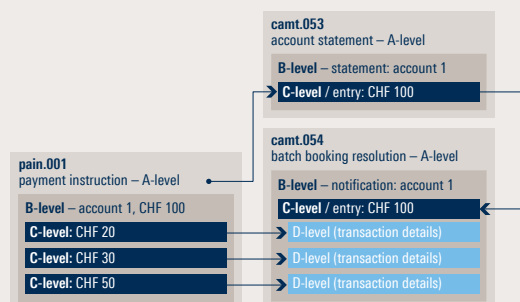 camt.053
account statement – A-level
B-level – statement: account 1
C-level / entry: CHF 100
camt.054
batch booking resolution – A-level
B-level – notification: account 1
C-level / entry: CHF 100
D-level (transaction details)
D-level (transaction details)
D-level (transaction details)
pain.001
payment instruction – A-level
B-level – account 1, CHF 100
C-level: CHF 20
C-level: CHF 30
C-level: CHF 50